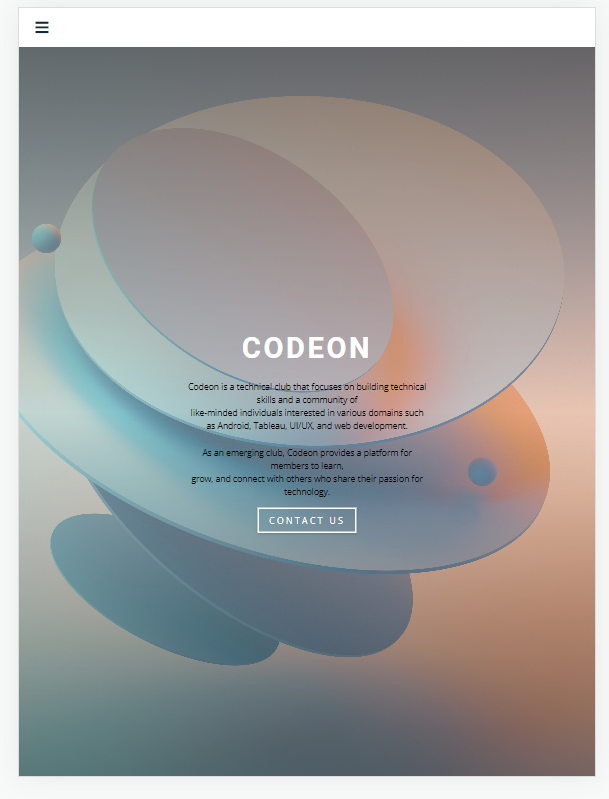 CODEON
Codeon is a technical club that focuses on building technical
skills and a community of
like-minded individuals interested in various domains such
as Android, Tableau, UI/UX, and web development.
As an emerging club, Codeon provides a platform for
members to learn,
grow, and connect with others who share their passion for
technology.
CONTACT US